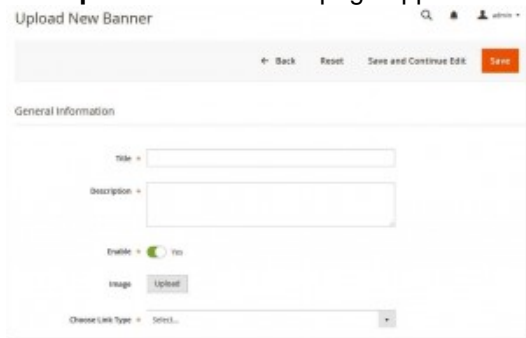 Upload New Banner
admin
← Back Reset Save and Continue Edit Save
General Information
Title *
Description *
Enable * Yes
Image Upload
Choose Link Type * Select...